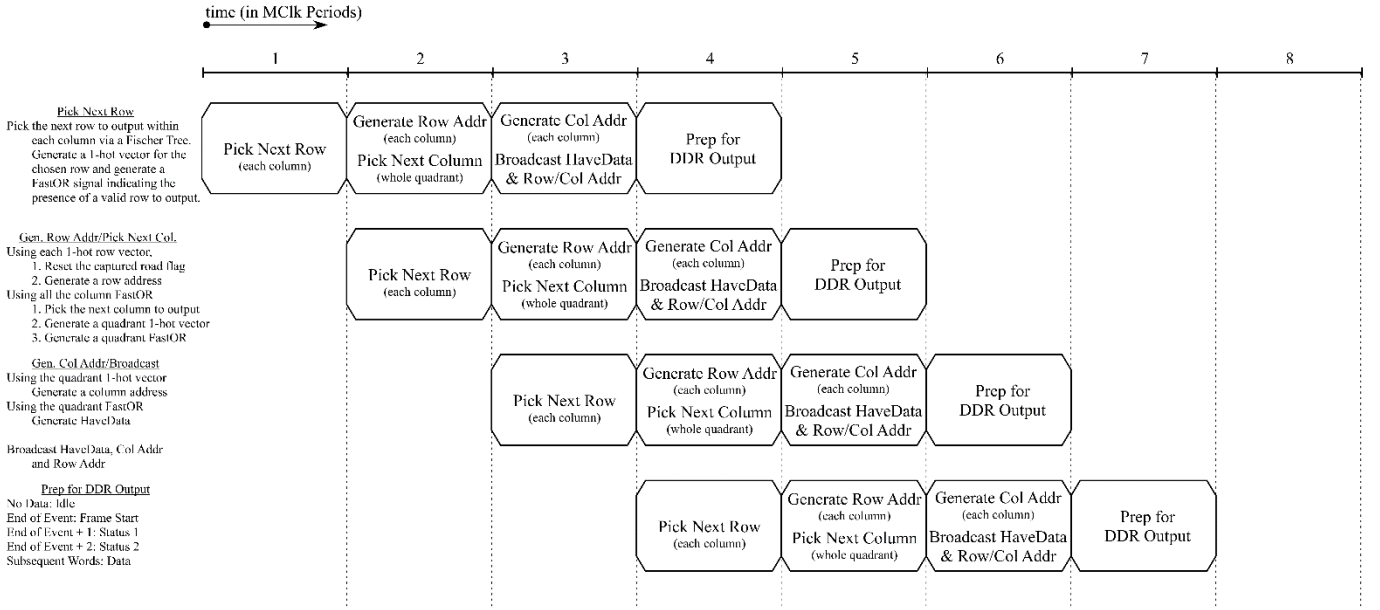 time (in MClk Periods)
1 2 3 4 5 6 7 8
Pick Next Row
Pick the next row to output within
each column via a Fischer Tree.
Generate a 1-hot vector for the
chosen row and generate a
FastOR signal indicating the
presence of a valid row to output.
Pick Next Row
(each column)
Generate Row Addr
(each column)
Pick Next Column
(whole quadrant)
Generate Col Addr
(each column)
Broadcast HaveData
& Row/Col Addr
Prep for
DDR Output
Gen. Row Addr/Pick Next Col.
Using each 1-hot row vector,
1. Reset the captured road flag
2. Generate a row address
Using all the column FastOR
1. Pick the next column to output
2. Generate a quadrant 1-hot vector
3. Generate a quadrant FastOR
Pick Next Row
(each column)
Generate Row Addr
(each column)
Pick Next Column
(whole quadrant)
Generate Col Addr
(each column)
Broadcast HaveData
& Row/Col Addr
Prep for
DDR Output
Gen. Col Addr/Broadcast
Using the quadrant 1-hot vector
Generate a column address
Using the quadrant FastOR
Generate HaveData
Broadcast HaveData, Col Addr
and Row Addr
Pick Next Row
(each column)
Generate Row Addr
(each column)
Pick Next Column
(whole quadrant)
Generate Col Addr
(each column)
Broadcast HaveData
& Row/Col Addr
Prep for
DDR Output
Prep for DDR Output
No Data: Idle
End of Event: Frame Start
End of Event + 1: Status 1
End of Event + 2: Status 2
Subsequent Words: Data
Pick Next Row
(each column)
Generate Row Addr
(each column)
Pick Next Column
(whole quadrant)
Generate Col Addr
(each column)
Broadcast HaveData
& Row/Col Addr
Prep for
DDR Output